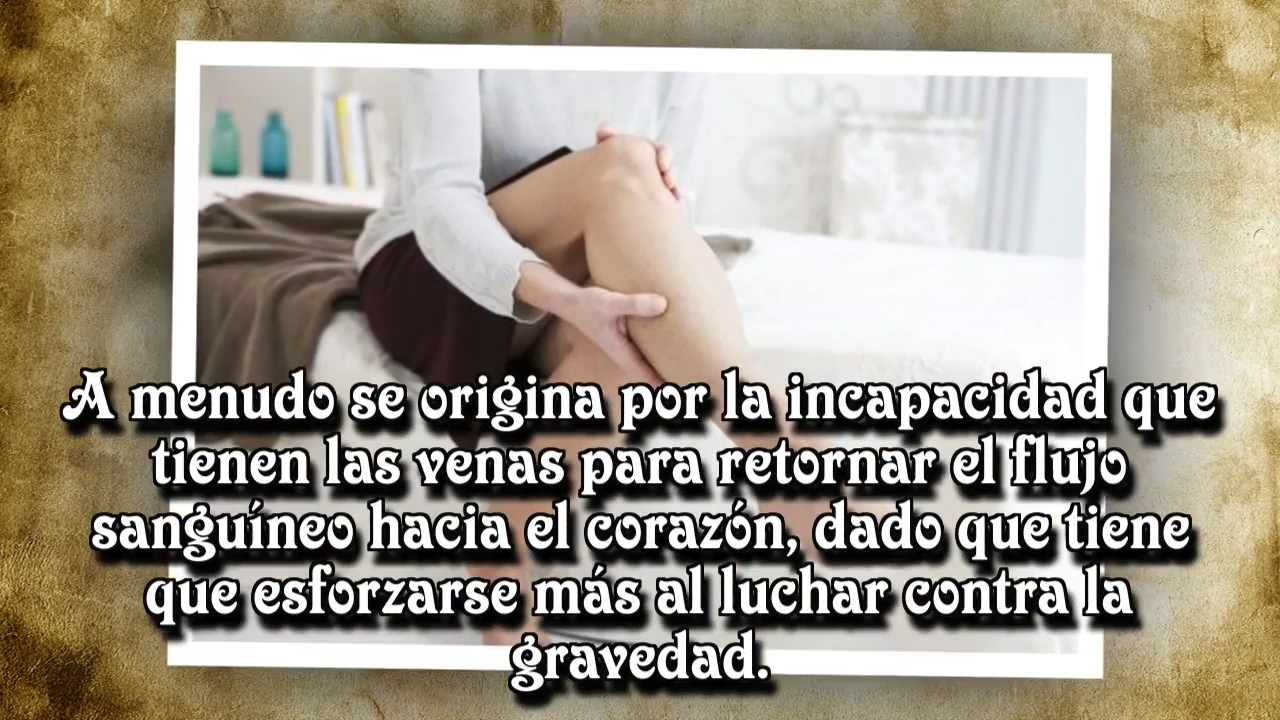 A menudo se origina por la incapacidad que
tienen las venas para retornar el flujo
sanguíneo hacia el corazón, dado que tiene
que esforzarse más al luchar contra la
gravedad.